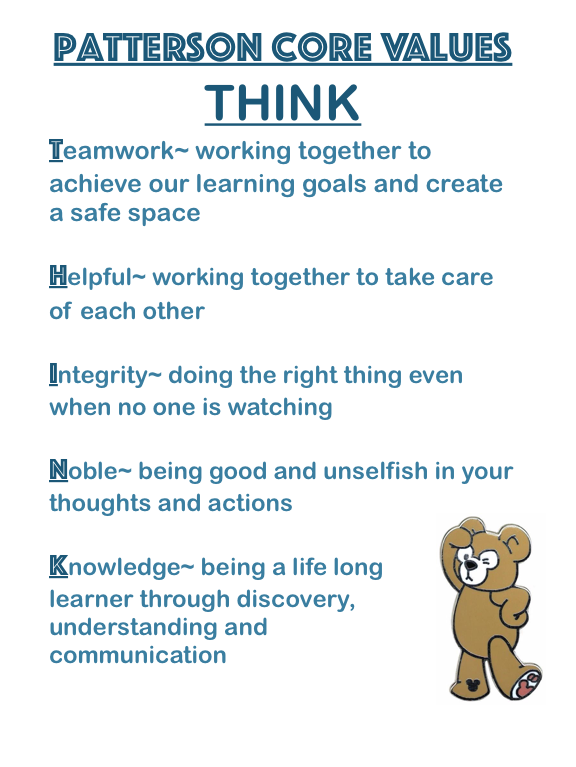 PATTERSON CORE VALUES
THINK
Teamwork~ working together to
achieve our learning goals and create
a safe space
Helpful~ working together to take care
of each other
Integrity~ doing the right thing even
when no one is watching
Noble~ being good and unselfish in your
thoughts and actions
Knowledge~ being a life long
learner through discovery,
understanding and
communication